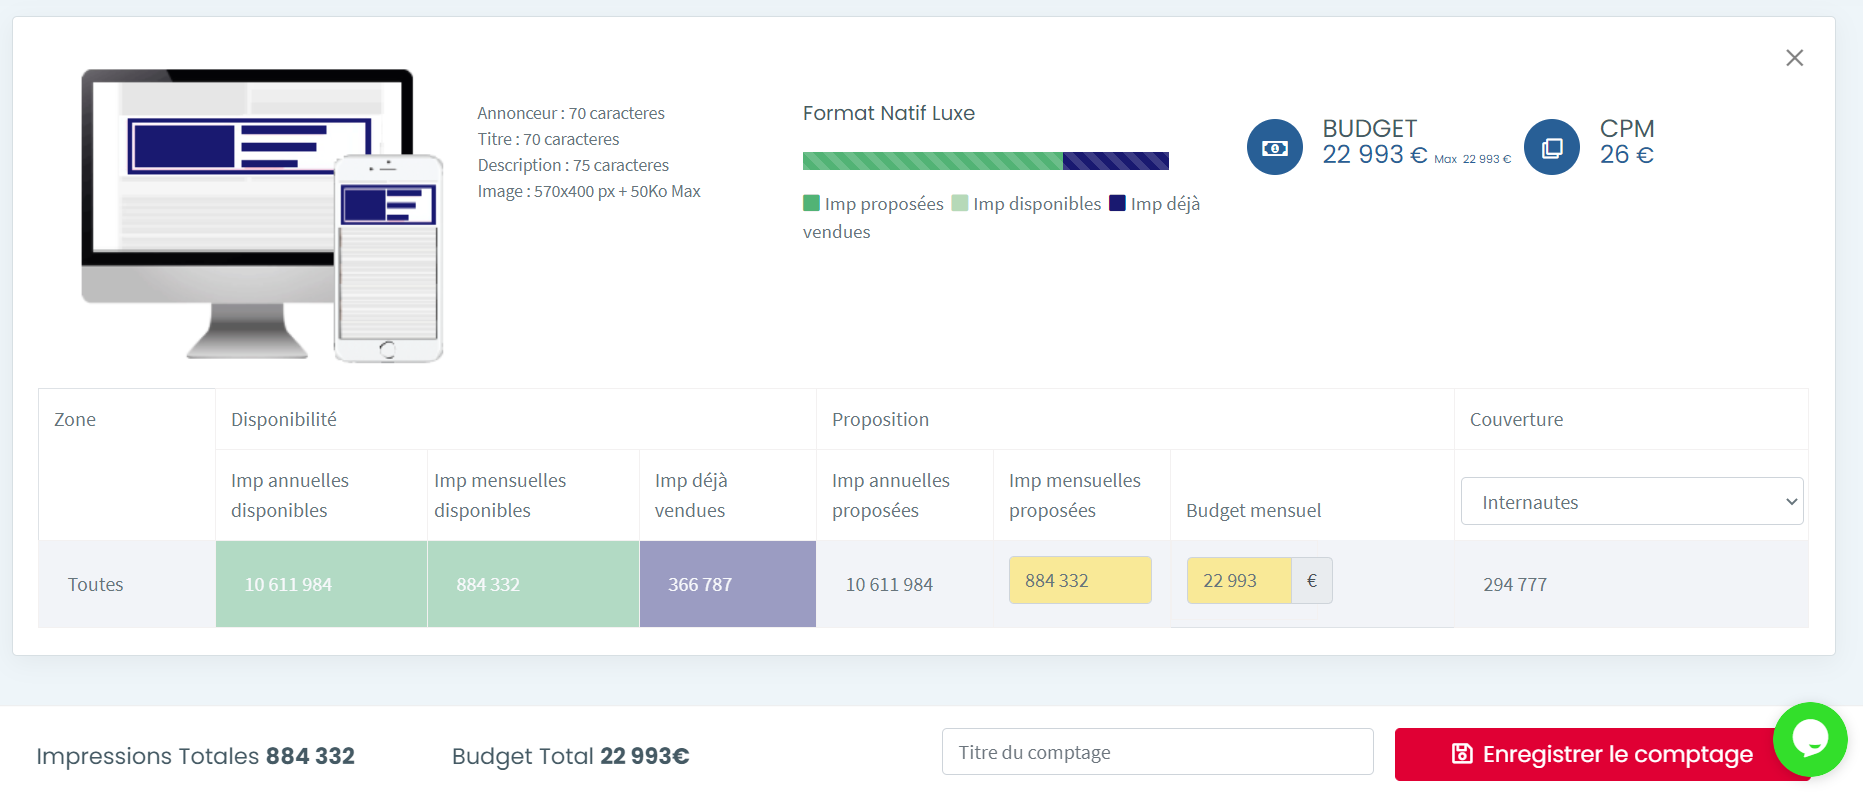 Annonceur : 70 caracteres
Titre : 70 caracteres
Description : 75 caracteres
Image : 570x400 px + 50Ko Max
Format Natif Luxe
Imp proposées Imp disponibles Imp déjà
vendues
BUDGET
22 993 € Max 22 993 €
CPM
26 €
Zone
Disponibilité
Proposition
Couverture
Imp annuelles
disponibles
Imp mensuelles
disponibles
Imp déjà
vendues
Imp annuelles
proposées
Imp mensuelles
proposées
Budget mensuel
Internautes
Toutes
10 611 984
884 332
366 787
10 611 984
884 332
22 993 €
294 777
Impressions Totales 884 332
Budget Total 22 993€
Titre du comptage
Enregistrer le comptage